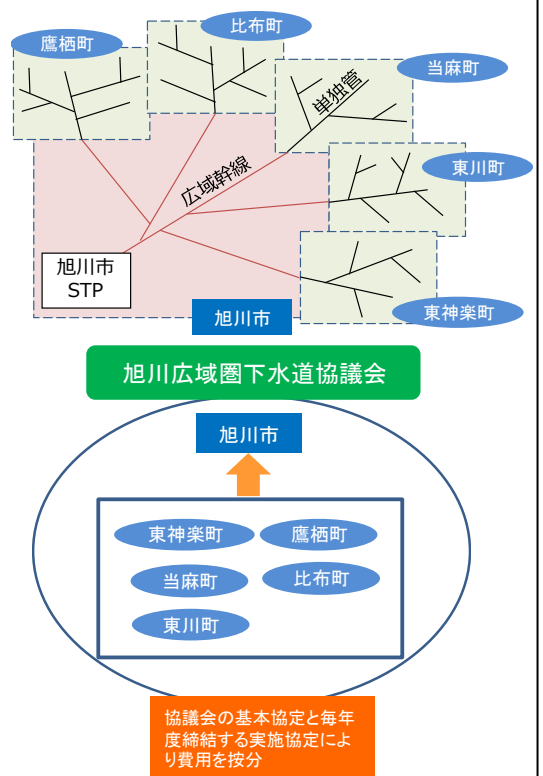 比布町
鷹栖町
当麻町
単独管
東川町
広域幹線
旭川市
STP
東神楽町
旭川市
旭川広域圏下水道協議会
旭川市
東神楽町
鷹栖町
当麻町
比布町
東川町
協議会の基本協定と毎年
度締結する実施協定によ
り費用を按分